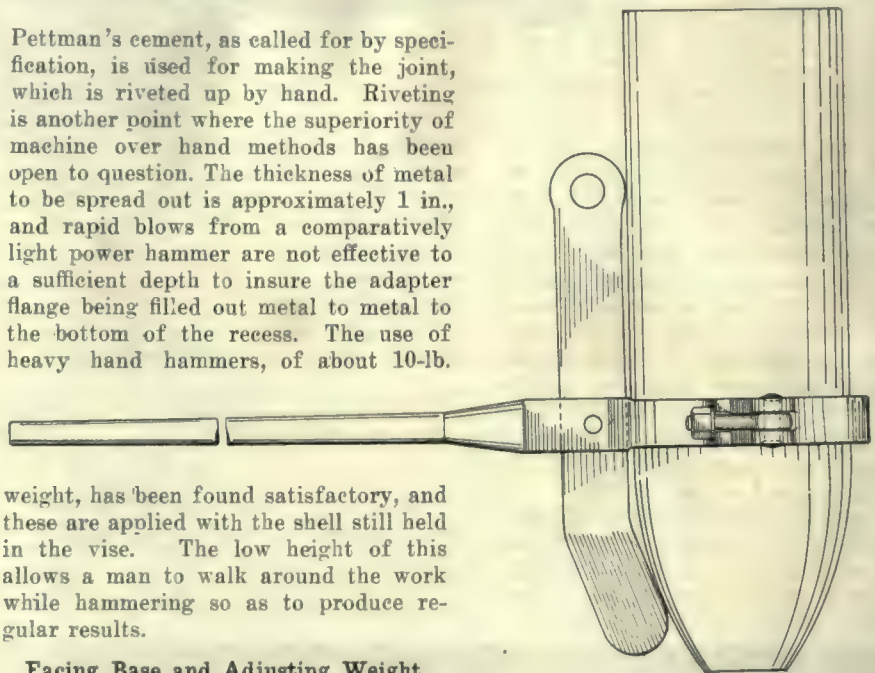 Pettman's cement, as called for by speci-
fication, is used for making the joint,
which is riveted up by hand. Riveting
is another point where the superiority of
machine over hand methods has been
open to question. The thickness of metal
to be spread out is approximately 1 in.,
and rapid blows from a comparatively
light power hammer are not effective to
a sufficient depth to insure the adapter
flange being filled out metal to metal to
the bottom of the recess. The use of
heavy hand hammers, of about 10-lb.
weight, has been found satisfactory, and
these are applied with the shell still held
in the vise. The low height of this
allows a man to walk around the work
while hammering so as to produce re-
gular results.
Facing Base and Adjusting Weight